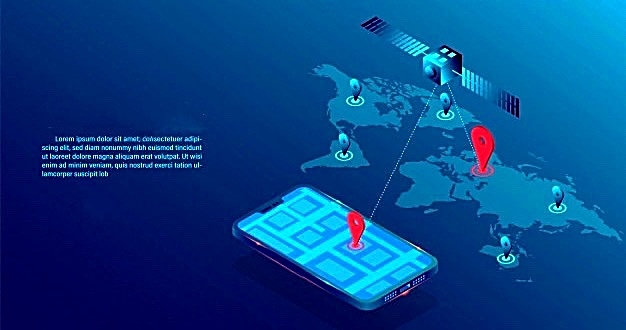 Lorem ipsum dolor sit amet, consectetuer adipi-
scing elit, sed diam nonummy nibh euismod tincidunt
ut laoreet dolore magna aliquam erat volutpat. Ut wisi
enim ad minim veniam, quis nostrud exerci tation ul-
lamcorper suscipit lob